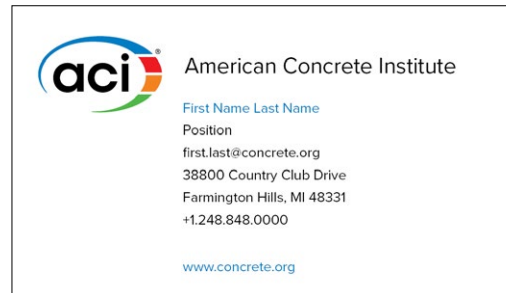 aci®
American Concrete Institute
First Name Last Name
Position
first.last@concrete.org
38800 Country Club Drive
Farmington Hills, MI 48331
+1.248.848.0000
www.concrete.org